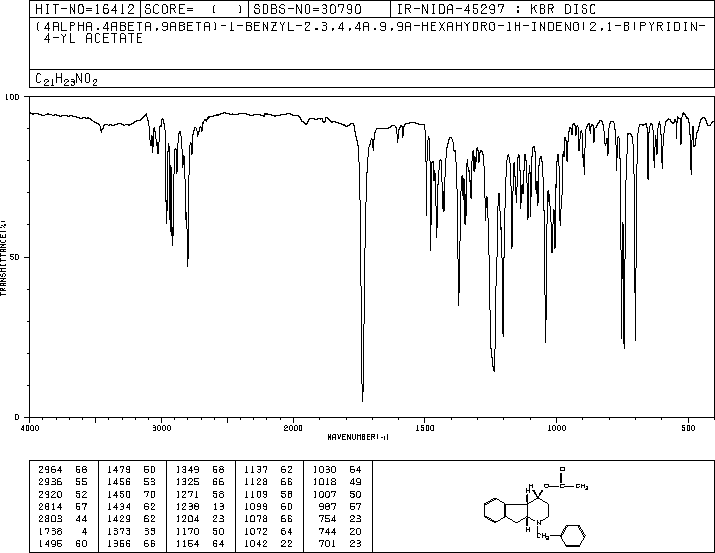 HIT-NO=16412 SCORE= ( ) SDBS-NO=30790 IR-NIDA-45297 : KBR DISC
(4ALPHA,4ABETA,9ABETA)-1-BENZYL-2,3,4,4A,9,9A-HEXAHYDRO-1H-INDENO(2,1-B)PYRIDIN-
4-YL ACETATE
C21H23NO2
100
50
0
TRANSMITTANCE(%)
4000 3000 2000 1500 1000 500
WAVENUMBER(-1)
2964 68 1479 50 1349 58 1137 62 1030 64
2936 55 1456 53 1325 66 1128 66 1018 49
2920 52 1450 70 1271 58 1109 58 1007 50
2814 57 1434 62 1238 13 1099 60 987 57
2803 44 1429 62 1204 23 1078 66 754 23
1738 4 1373 35 1170 50 1072 64 744 20
1495 60 1356 66 1154 64 1042 22 701 23
O
H H O-C-CH3
H N
CH2